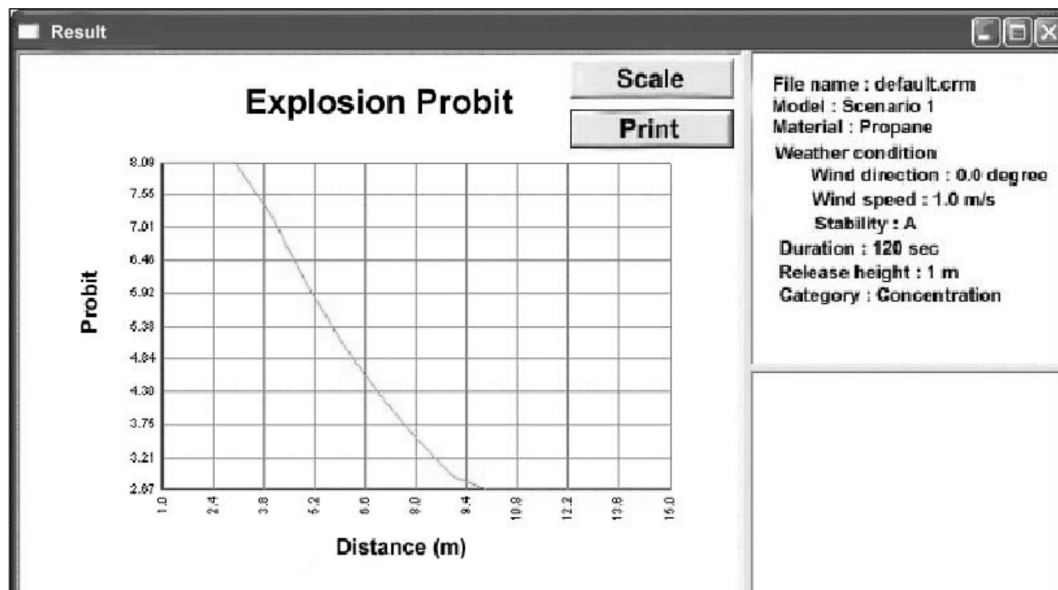 Result
Scale
Print
Explosion Probit
8.09
7.55
7.01
6.46
5.92
5.38
4.84
4.30
3.75
3.21
2.67
Probit
1.0
2.4
3.8
5.2
6.6
8.0
9.4
10.8
12.2
13.6
15.0
Distance (m)
File name : default.crm
Model : Scenario 1
Material : Propane
Weather condition
Wind direction : 0.0 degree
Wind speed : 1.0 m/s
Stability : A
Duration : 120 sec
Release height : 1 m
Category : Concentration